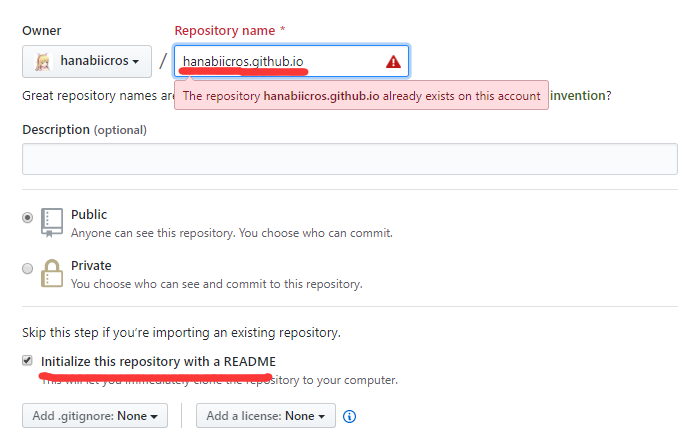 Owner
Repository name *
hanabiicros
/
hanabiicros.github.io
The repository hanabiicros.github.io already exists on this account
Great repository names are invention?
Description (optional)
Public
Anyone can see this repository. You choose who can commit.
Private
You choose who can see and commit to this repository.
Skip this step if you're importing an existing repository.
Initialize this repository with a README
This will let you immediately clone the repository to your computer.
Add .gitignore: None
Add a license: None